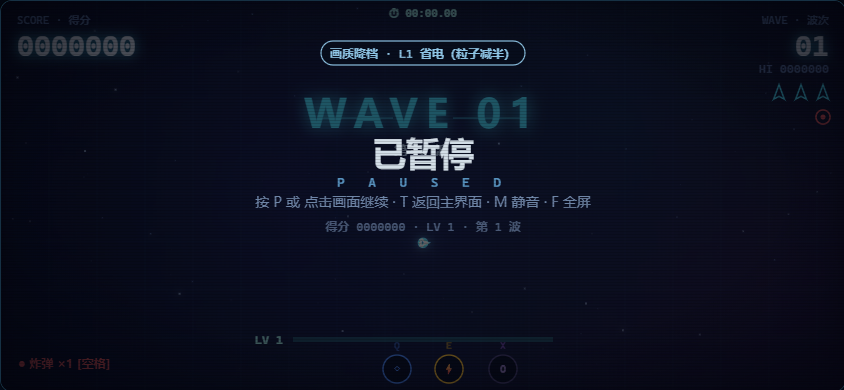 SCORE · 得分
0000000
00:00.00
WAVE · 波次
01
HI 0000000
画质降档 · L1 省电（粒子减半）
WAVE 01
已暂停
PAUSED
按 P 或 点击画面继续 · T 返回主界面 · M 静音 · F 全屏
得分 0000000 · LV 1 · 第 1 波
LV 1
Q E X
0
炸弹 ×1 [空格]